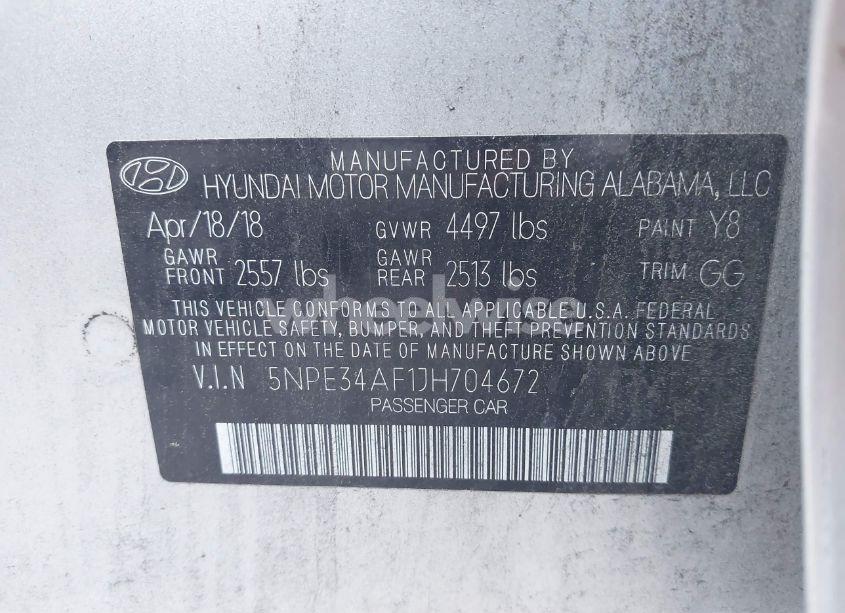 MANUFACTURED BY
HYUNDAI MOTOR MANUFACTURING ALABAMA, LLC
Apr/18/18 GVWR 4497 lbs PAINT Y8
GAWR FRONT 2557 lbs GAWR REAR 2513 lbs TRIM GG
THIS VEHICLE CONFORMS TO ALL APPLICABLE U.S.A. FEDERAL
MOTOR VEHICLE SAFETY, BUMPER, AND THEFT PREVENTION STANDARDS
IN EFFECT ON THE DATE OF MANUFACTURE SHOWN ABOVE
V.I.N 5NPE34AF1JH704672
PASSENGER CAR
wheelwise